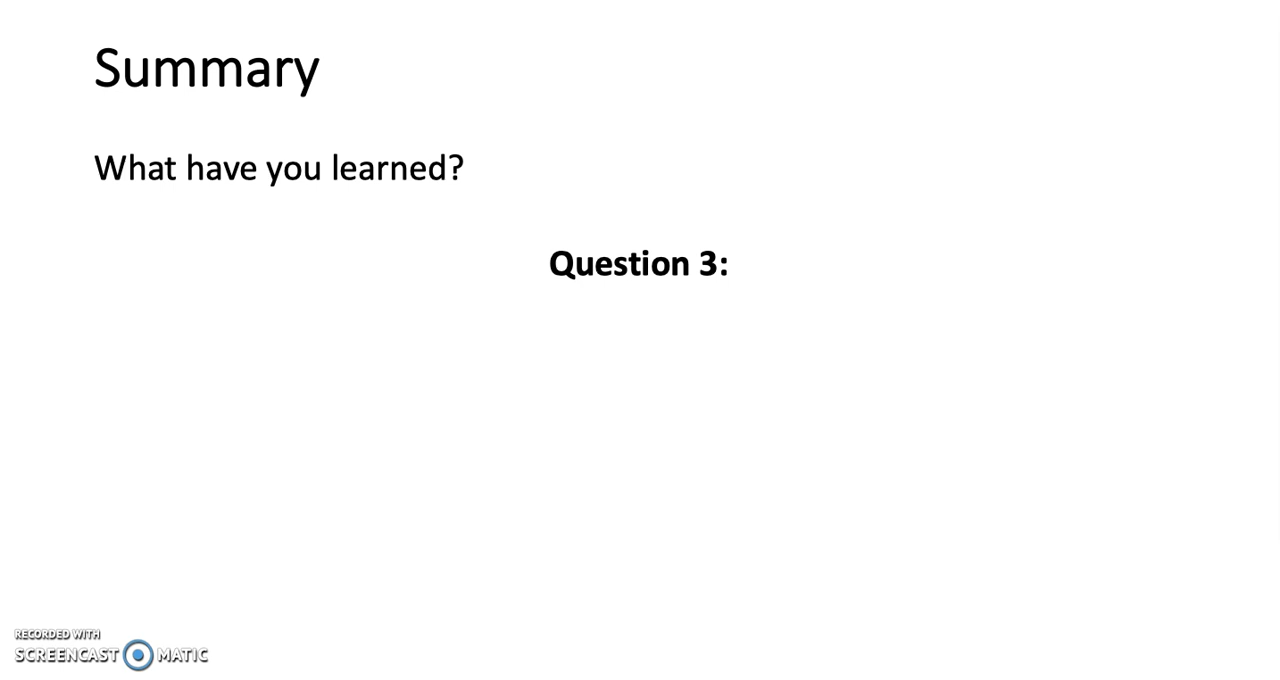 Summary
What have you learned?
Question 3:
RECORDED WITH
SCREENCAST MATIC